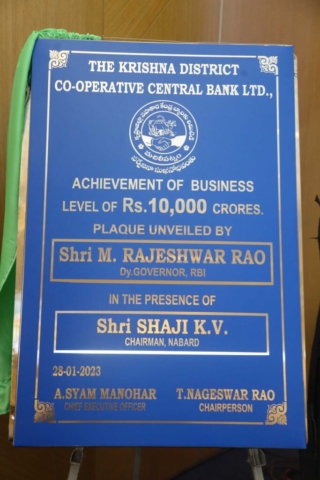 THE KRISHNA DISTRICT
CO-OPERATIVE CENTRAL BANK LTD.,
ACHIEVEMENT OF BUSINESS
LEVEL OF Rs.10,000 CRORES.
PLAQUE UNVEILED BY
Shri M. RAJESHWAR RAO
Dy.GOVERNOR, RBI
IN THE PRESENCE OF
Shri SHAJI K.V.
CHAIRMAN, NABARD
28-01-2023
A.SYAM MANOHAR T.NAGESWAR RAO
CHIEF EXECUTIVE OFFICER CHAIRPERSON